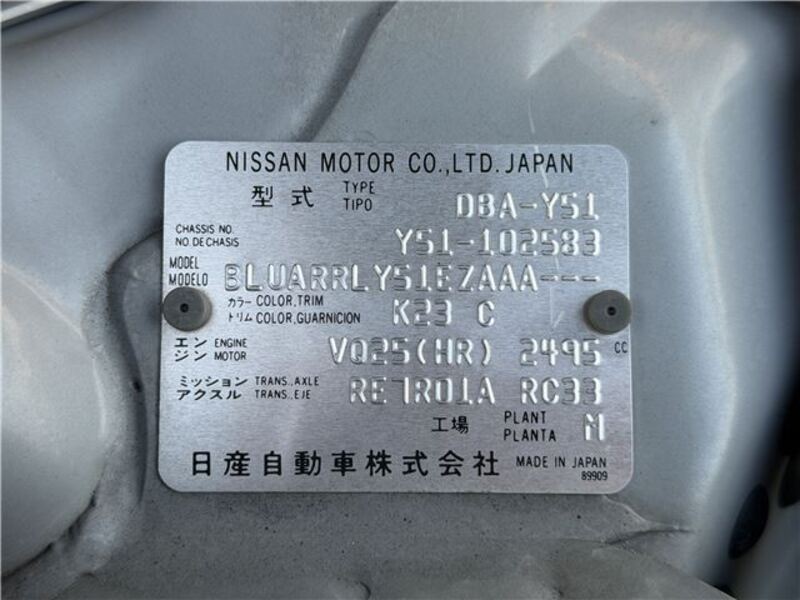 NISSAN MOTOR CO.,LTD. JAPAN
型式 TYPE TIPO DBA-Y51
CHASSIS NO. NO. DE CHASIS Y51-102583
MODEL MODELO BLUARRLY51EZAAA---
カラー COLOR,TRIM トリム COLOR,GUARNICION K23 C
エンジン ENGINE MOTOR VQ25(HR) 2495 CC
ミッション TRANS.,AXLE アクスル TRANS.,EJE RE7R01A RC33
工場 PLANT PLANTA M
日産自動車株式会社 MADE IN JAPAN
89909